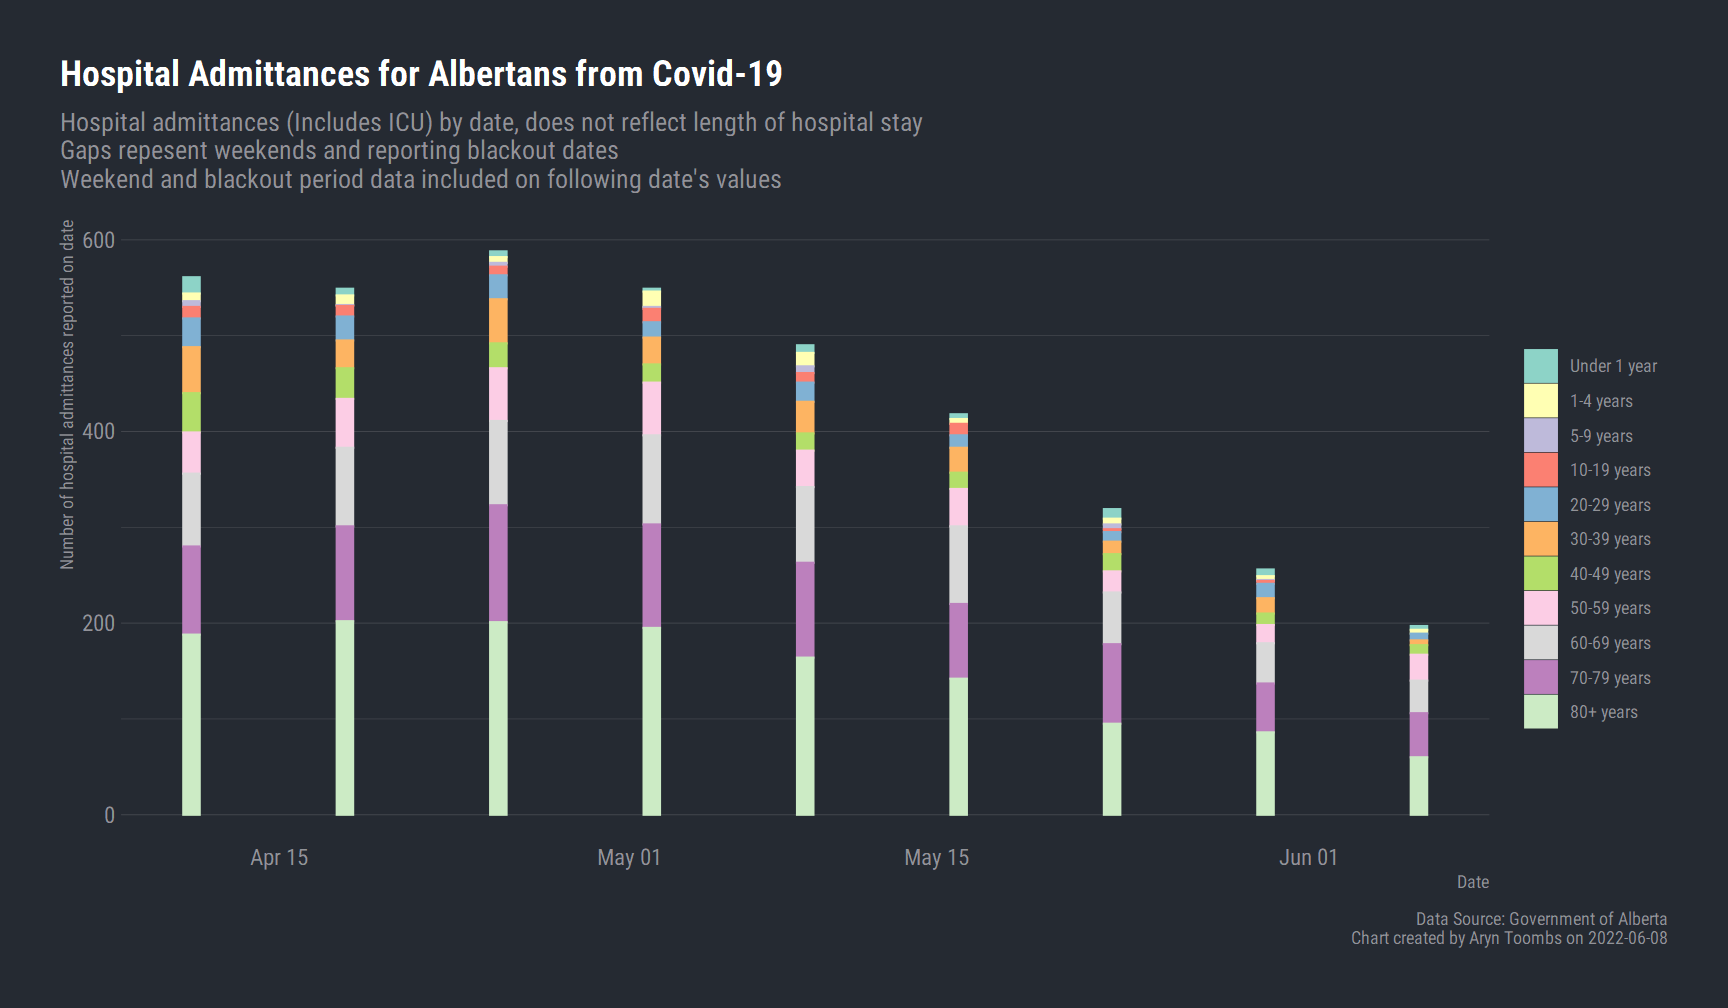 Hospital Admittances for Albertans from Covid-19
Hospital admittances (Includes ICU) by date, does not reflect length of hospital stay
Gaps repesent weekends and reporting blackout dates
Weekend and blackout period data included on following date's values
Number of hospital admittances reported on date
600
400
200
0
Apr 15
May 01
May 15
Jun 01
Date
Under 1 year
1-4 years
5-9 years
10-19 years
20-29 years
30-39 years
40-49 years
50-59 years
60-69 years
70-79 years
80+ years
Data Source: Government of Alberta
Chart created by Aryn Toombs on 2022-06-08